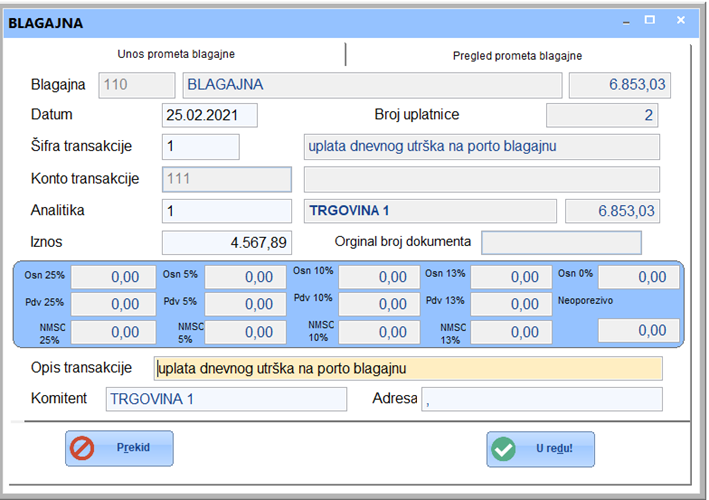 BLAGAJNA
Unos prometa blagajne
Pregled prometa blagajne
Blagajna 110 BLAGAJNA 6.853,03
Datum 25.02.2021 Broj uplatnice 2
Šifra transakcije 1 uplata dnevnog utrška na porto blagajnu
Konto transakcije 111
Analitika 1 TRGOVINA 1 6.853,03
Iznos 4.567,89 Orginal broj dokumenta
Osn 25% 0,00 Osn 5% 0,00 Osn 10% 0,00 Osn 13% 0,00 Osn 0% 0,00
Pdv 25% 0,00 Pdv 5% 0,00 Pdv 10% 0,00 Pdv 13% 0,00 Neoporezivo
NMSC 25% 0,00 NMSC 5% 0,00 NMSC 10% 0,00 NMSC 13% 0,00 0,00
Opis transakcije uplata dnevnog utrška na porto blagajnu
Komitent TRGOVINA 1 Adresa ,
Prekid U redu!